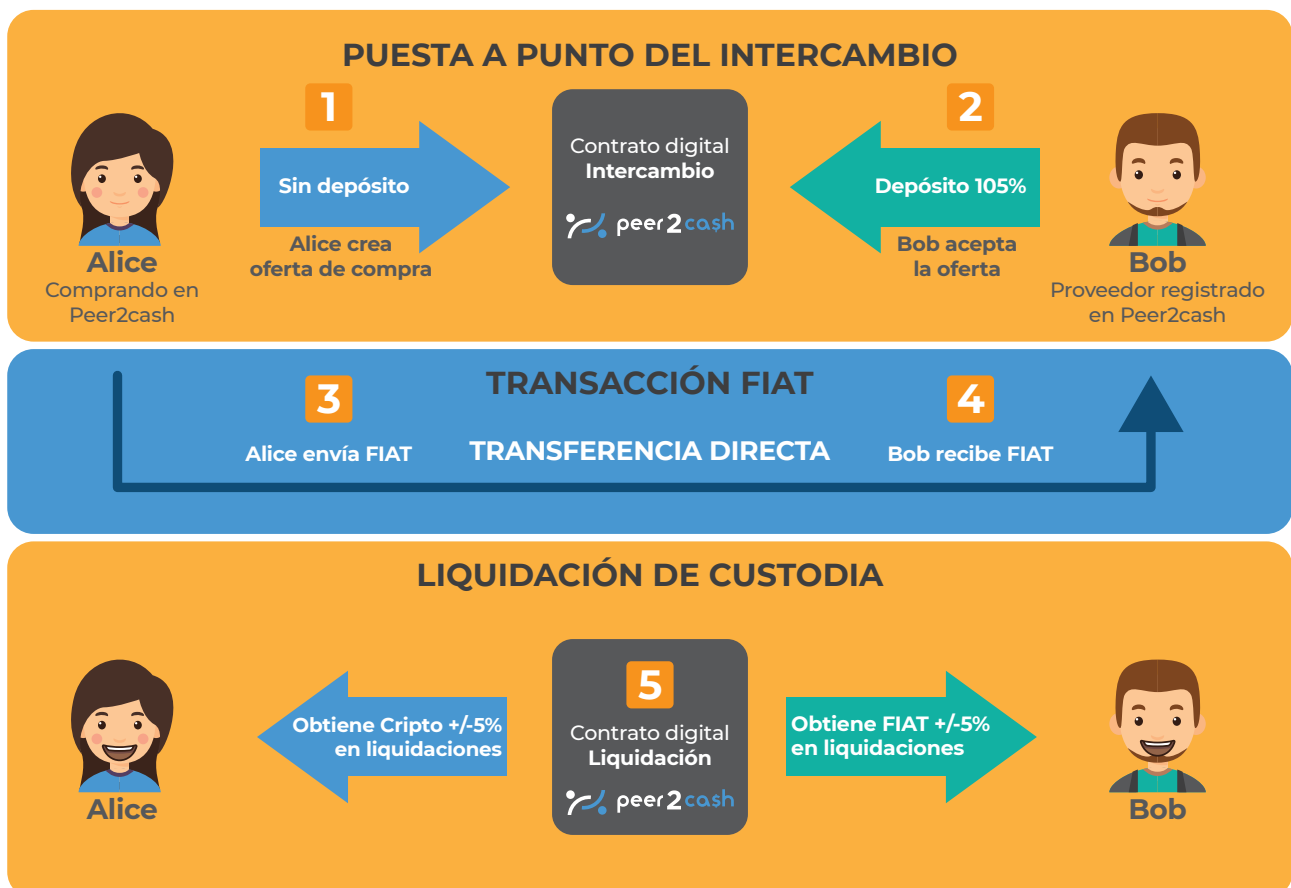 PUESTA A PUNTO DEL INTERCAMBIO
1
2
Contrato digital
Intercambio
peer2ca$h
Sin depósito
Depósito 105%
Alice crea
oferta de compra
Bob acepta
la oferta
Alice
Comprando en
Peer2cash
Bob
Proveedor registrado
en Peer2cash
TRANSACCIÓN FIAT
3
4
Alice envía FIAT
TRANSFERENCIA DIRECTA
Bob recibe FIAT
LIQUIDACIÓN DE CUSTODIA
5
Obtiene Cripto +/-5%
en liquidaciones
Contrato digital
Liquidación
peer2ca$h
Obtiene FIAT +/-5%
en liquidaciones
Alice
Bob